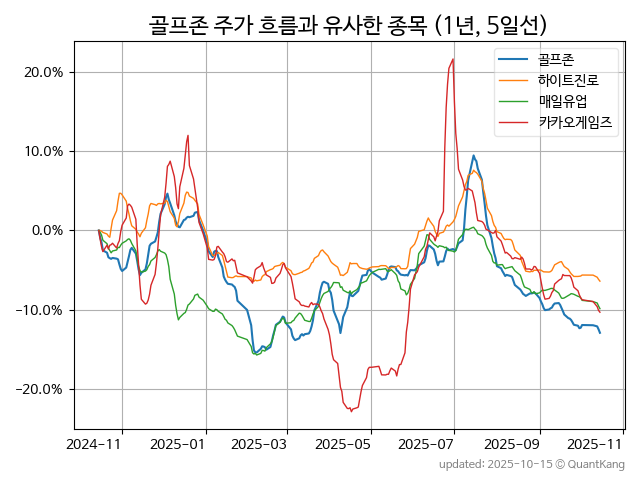 골프존 주가 흐름과 유사한 종목 (1년, 5일선)
골프존
하이트진로
매일유업
카카오게임즈
20.0%
10.0%
0.0%
−10.0%
−20.0%
2024-11 2025-01 2025-03 2025-05 2025-07 2025-09 2025-11
updated: 2025-10-15 © QuantKang